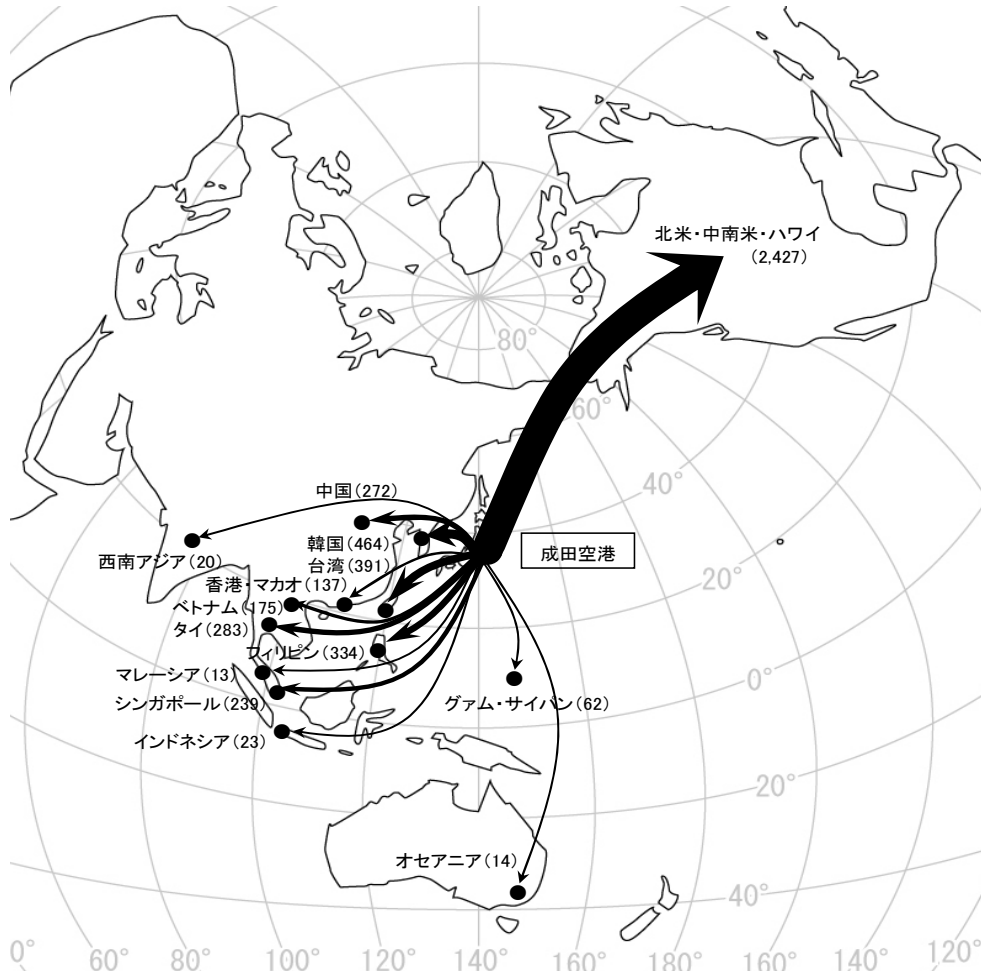 北米・中南米・ハワイ
(2,427)
80°
60°
40°
中国(272)
韓国(464)
成田空港
西南アジア(20)
台湾(391)
20°
香港・マカオ(137)
ベトナム(175)
タイ(283)
フィリピン(334)
マレーシア(13)
0°
シンガポール(239)
グァム・サイパン(62)
インドネシア(23)
20°
オセアニア(14)
40°
0°
60°
80°
100°
120°
140°
160°
180°
160°
140°
120°